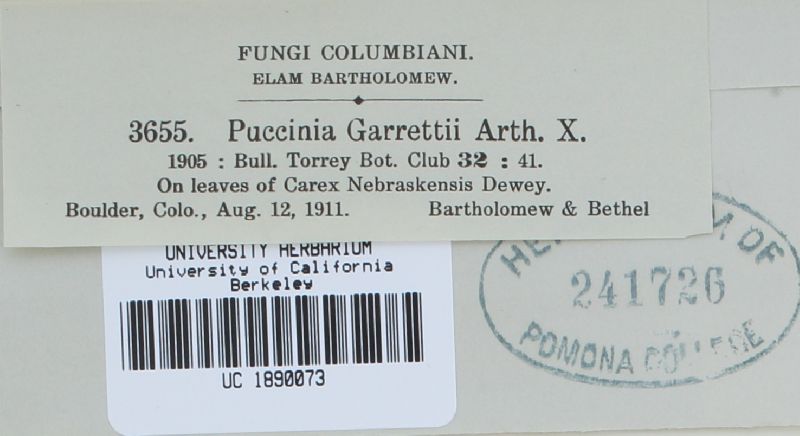 FUNGI COLUMBIANI.
ELAM BARTHOLOMEW.
3655. Puccinia Garrettii Arth. X.
1905 : Bull. Torrey Bot. Club 32 : 41.
On leaves of Carex Nebraskensis Dewey.
Boulder, Colo., Aug. 12, 1911. Bartholomew & Bethel
UNIVERSITY HERBARIUM
University of California
Berkeley
UC 1890073
OF
241726
POMONA COLLEGE